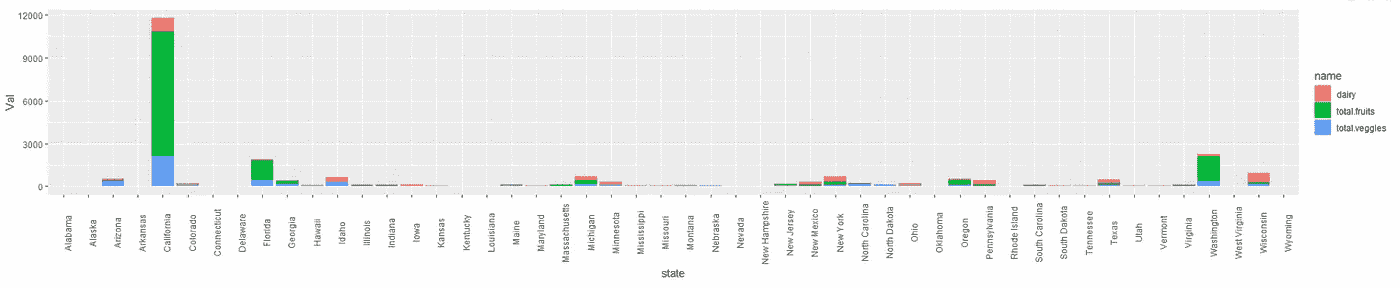 12000
9000
6000
3000
0
Val
Alabama
Alaska
Arizona
Arkansas
California
Colorado
Connecticut
Delaware
Florida
Georgia
Hawaii
Idaho
Illinois
Indiana
Iowa
Kansas
Kentucky
Louisiana
Maine
Maryland
Massachusetts
Michigan
Minnesota
Mississippi
Missouri
Montana
Nebraska
Nevada
New Hampshire
New Jersey
New Mexico
New York
North Carolina
North Dakota
Ohio
Oklahoma
Oregon
Pennsylvania
Rhode Island
South Carolina
South Dakota
Tennessee
Texas
Utah
Vermont
Virginia
Washington
West Virginia
Wisconsin
Wyoming
state
name
dairy
total.fruits
total.veggies